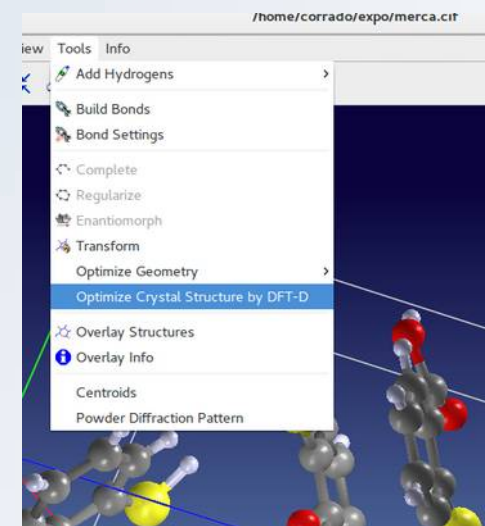 /home/corrado/expo/merca.cif
iew Tools Info
Add Hydrogens
Build Bonds
Bond Settings
Complete
Regularize
Enantiomorph
Transform
Optimize Geometry
Optimize Crystal Structure by DFT-D
Overlay Structures
Overlay Info
Centroids
Powder Diffraction Pattern